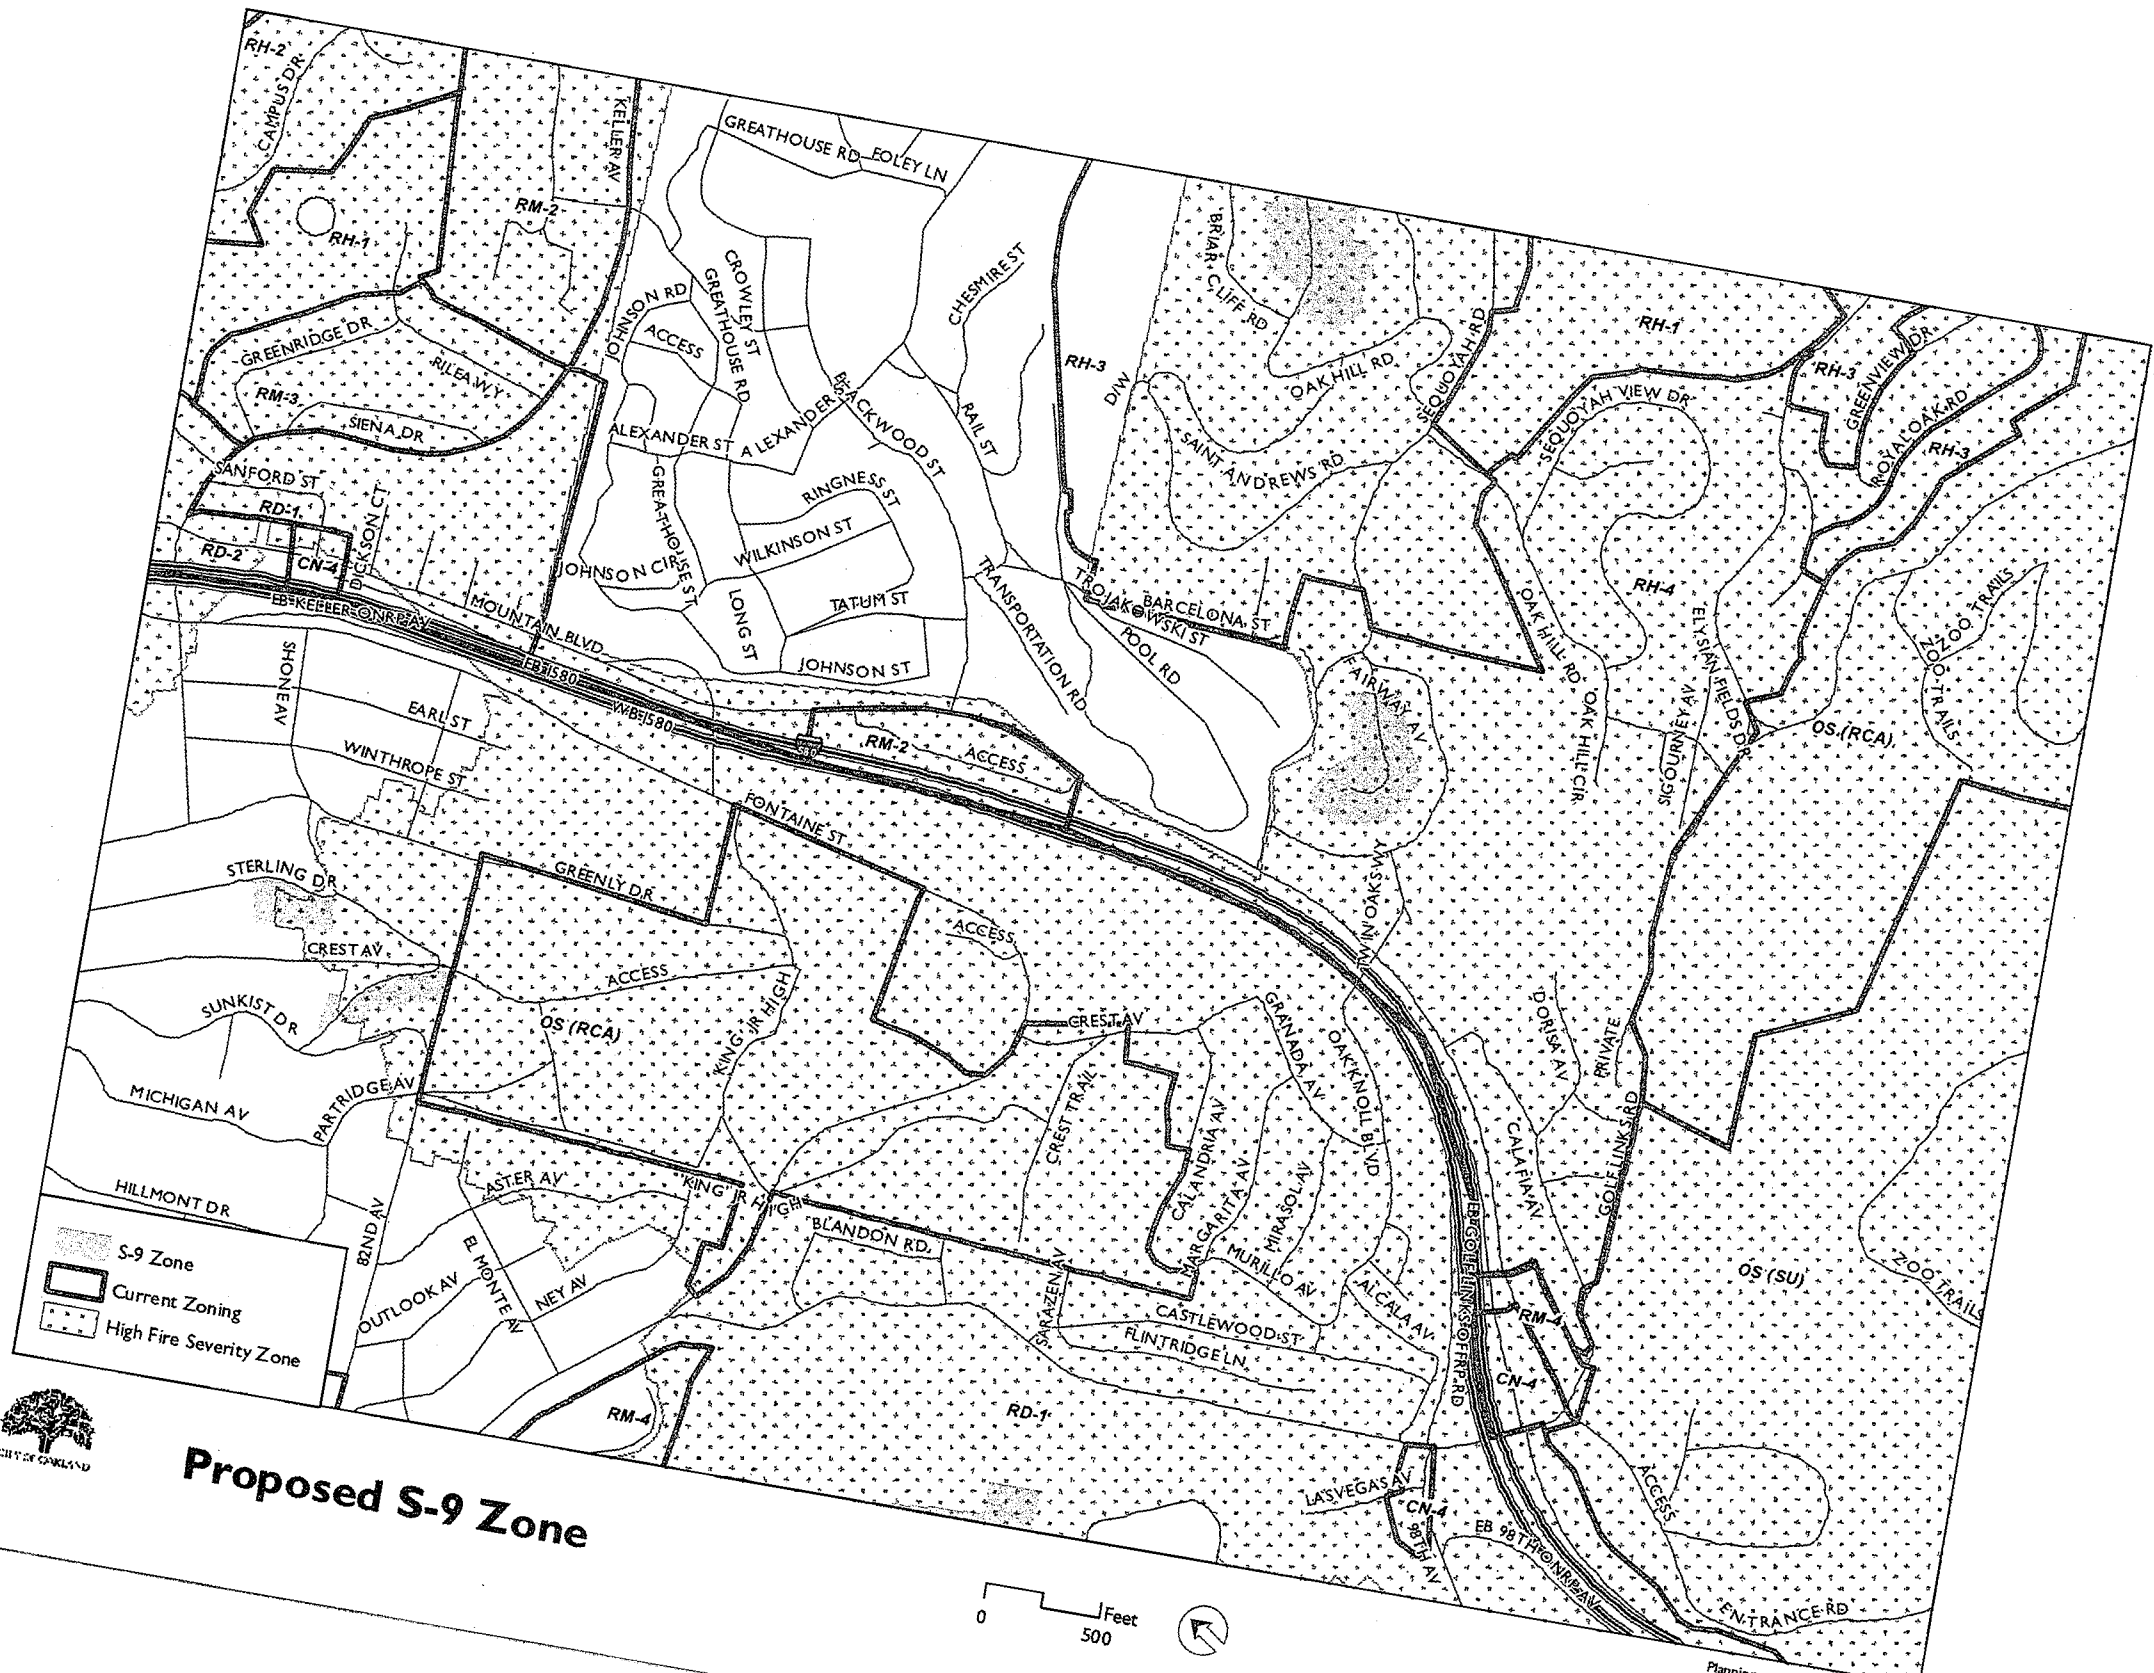 RH-2
CAMPUS DR
KELLER AV
RH-1
RM-2
GREATHOUSE RD
FOLEY LN
CROWLEY ST
GREATHOUSE RD
CHESMIRE ST
JOHNSON RD
ACCESS
RH-3
D/W
BRIAR CLIFF RD
OAK HILL RD
SEQUOYAH RD
RH-1
RH-3
GREENVIEW DR
ROYAL OAK RD
RH-3
SEQUOYAH VIEW DR
GREENRIDGE DR
RILEA WY
RM-3
SIENA DR
SANFORD ST
RD-1
RD-2
CN-4
DICKSON CT
ALEXANDER ST
ALEXANDER
BLACKWOOD ST
RAIL ST
SAINT ANDREWS RD
GREATHOUSE ST
RINGNESS ST
WILKINSON ST
JOHNSON CIR
LONG ST
TATUM ST
JOHNSON ST
TRANSPORTATION RD
TROJAKOWSKI ST
BARCELONA ST
POOL RD
RH-4
OAK HILL RD
OAK HILL CIR
ELYSIAN FIELDS DR
SIGOURNEY AV
ZOO TRAILS
ZOO TRAILS
OS (RCA)
FAIRWAY AV
EB KELLER ONRP AV
MOUNTAIN BLVD
EB I580
WB I580
580
RM-2
ACCESS
SHONE AV
EARL ST
WINTHROPE ST
FONTAINE ST
STERLING DR
GREENLY DR
CREST AV
ACCESS
ACCESS
TWIN OAKS WY
SUNKIST DR
OS (RCA)
KING JR HIGH
CREST AV
GRANADA AV
OAK KNOLL BLVD
DORISA AV
PRIVATE
MICHIGAN AV
PARTRIDGE AV
CREST TRAIL
CALANDRIA AV
MARGARITA AV
MIRASOL AV
CALAFIA AV
GOLF LINKS RD
HILLMONT DR
82ND AV
ASTER AV
KING JR HIGH
BLANDON RD
MURILLO AV
ALCALA AV
EB GOLF LINKS OFFRP RD
OS (SU)
ZOO TRAILS
OUTLOOK AV
EL MONTE AV
NEY AV
SARAZEN AV
CASTLEWOOD ST
FLINTRIDGE LN
RM-4
CN-4
RM-4
RD-1
LAS VEGAS AV
CN-4
98TH AV
EB 98TH ONRP AV
ACCESS
ENTRANCE RD
S-9 Zone
Current Zoning
High Fire Severity Zone
CITY OF OAKLAND
Proposed S-9 Zone
0
Feet
500